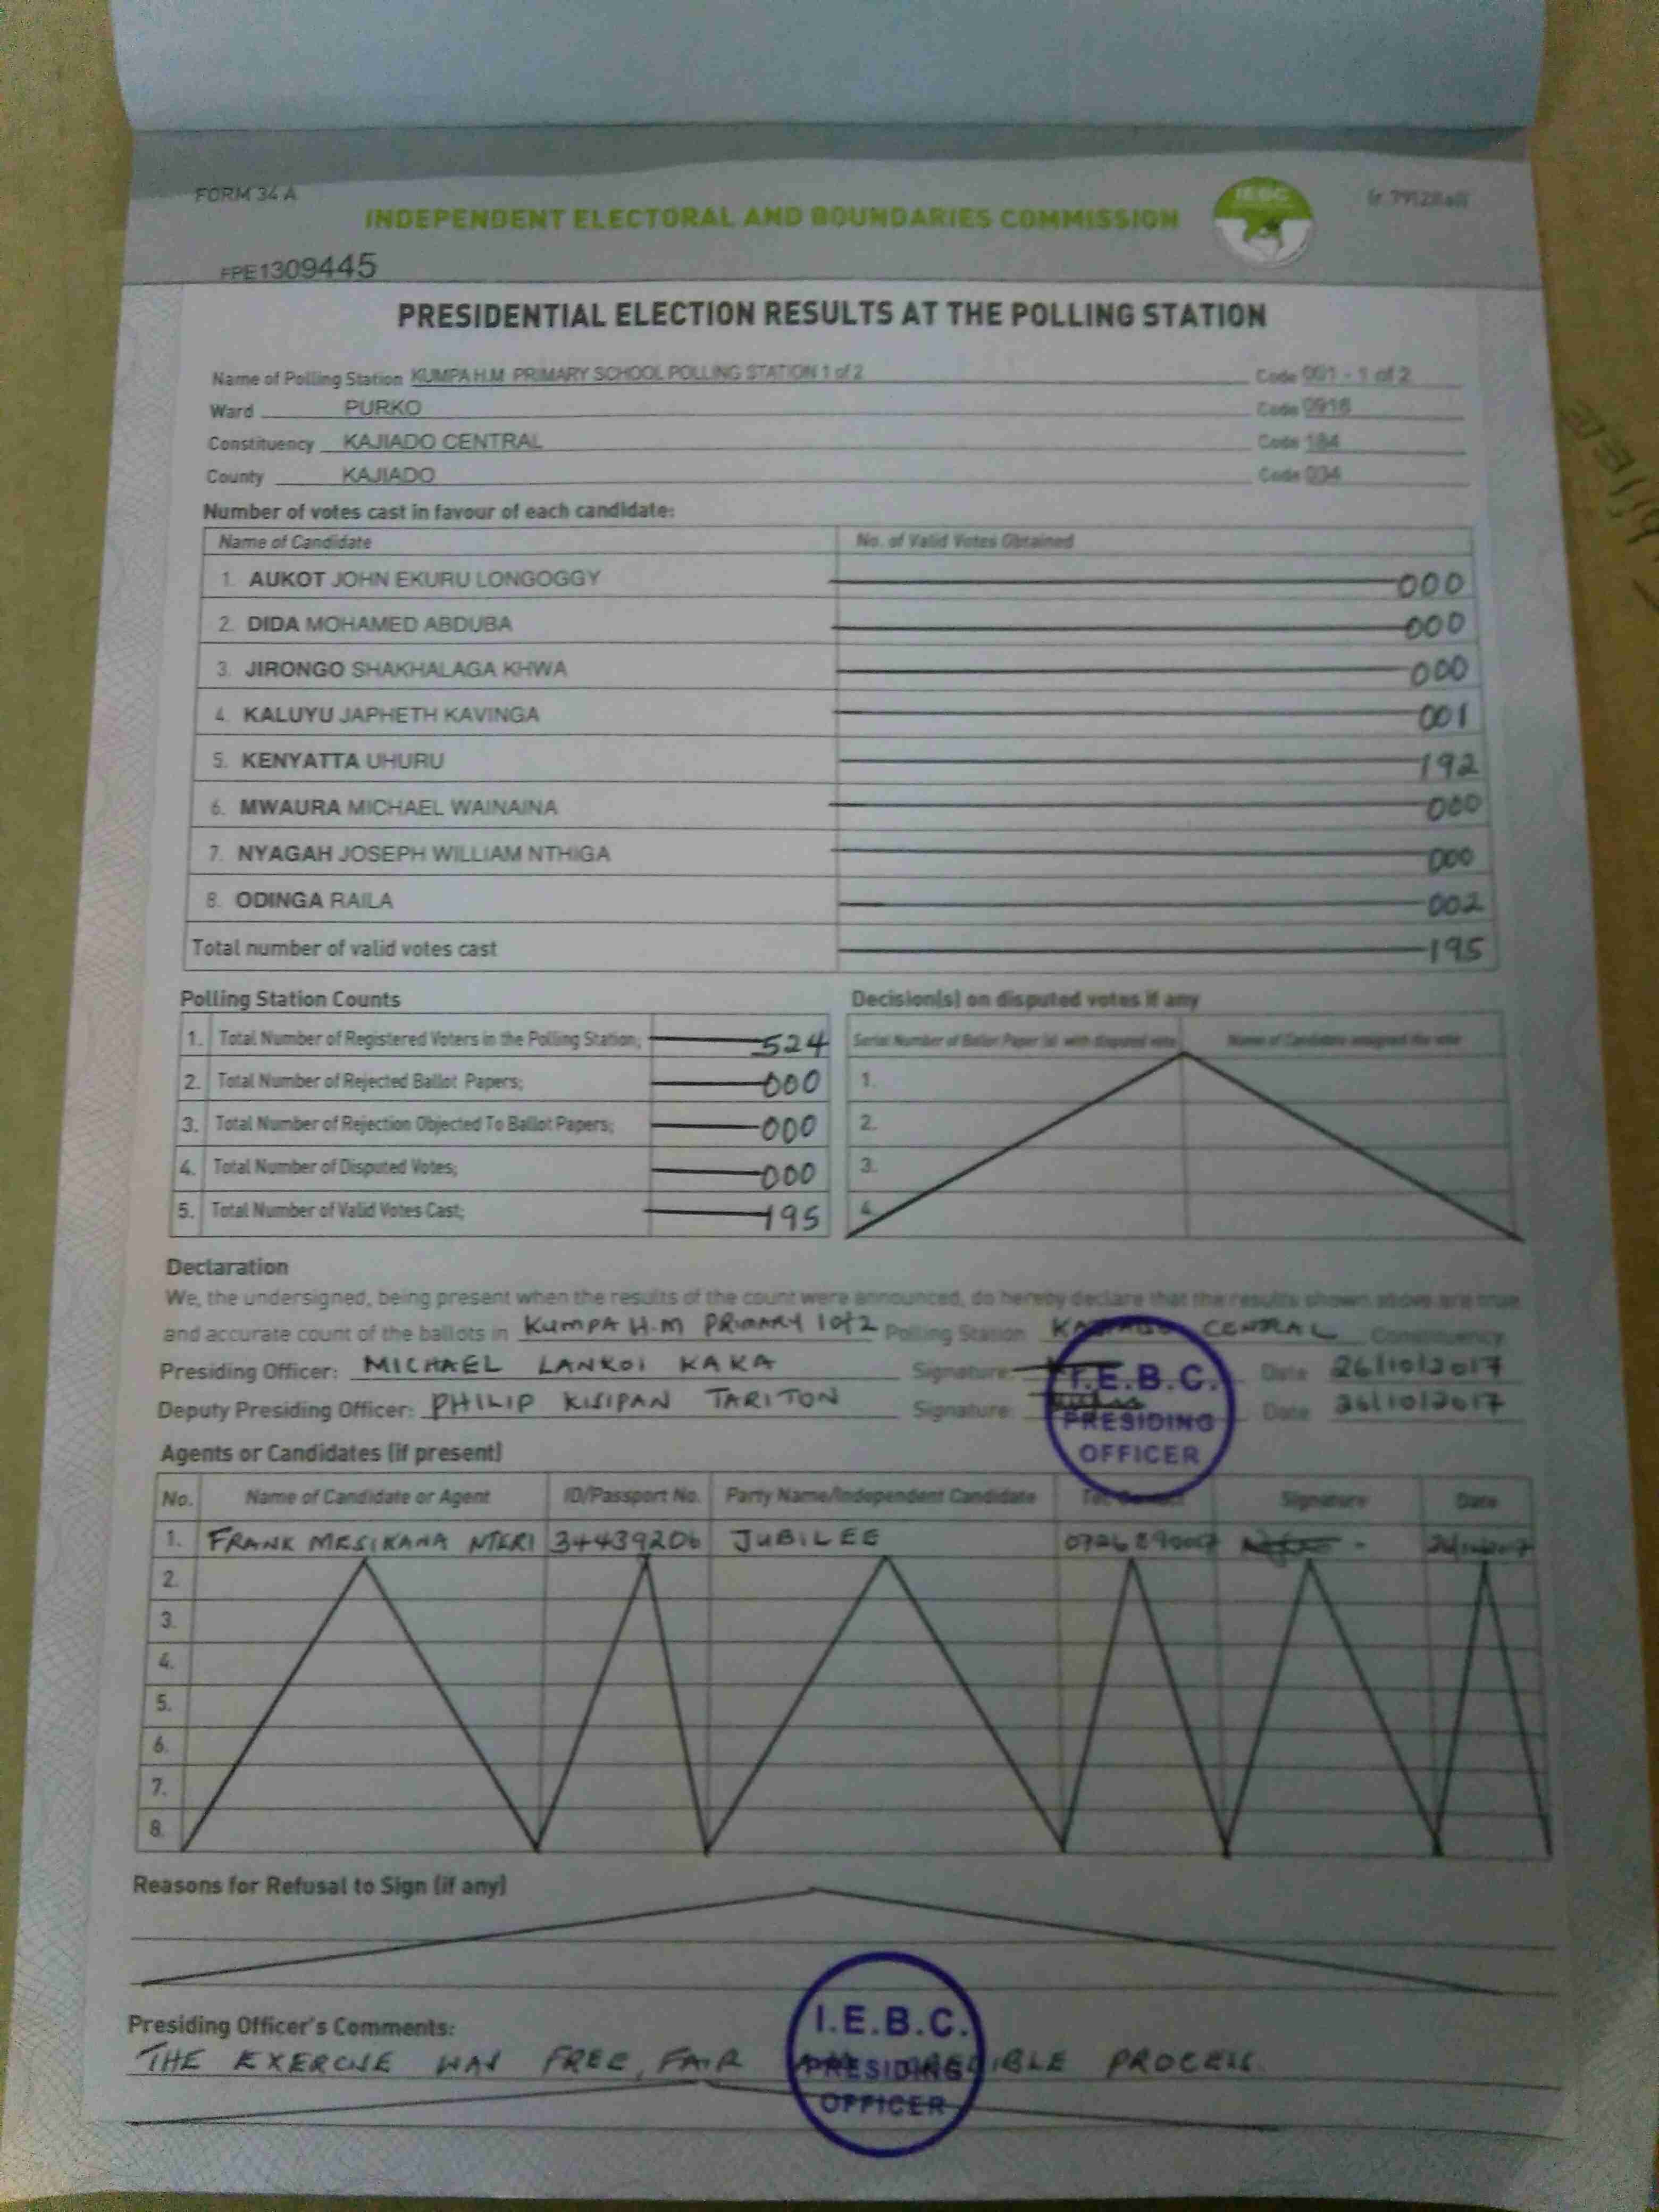 FORM 34 A
INDEPENDENT ELECTORAL AND BOUNDARIES COMMISSION
IEBC
FPE1309445
PRESIDENTIAL ELECTION RESULTS AT THE POLLING STATION
Name of Polling Station KUMPA H.M PRIMARY SCHOOL POLLING STATION 1 of 2 Code 001 - 1 of 2
Ward PURKO Code 0916
Constituency KAJIADO CENTRAL Code 184
County KAJIADO Code 034
Number of votes cast in favour of each candidate:
Name of Candidate No. of Valid Votes Obtained
1. AUKOT JOHN EKURU LONGOGGY 000
2. DIDA MOHAMED ABDUBA 000
3. JIRONGO SHAKHALAGA KHWA 000
4. KALUYU JAPHETH KAVINGA 001
5. KENYATTA UHURU 192
6. MWAURA MICHAEL WAINAINA 000
7. NYAGAH JOSEPH WILLIAM NTHIGA 000
8. ODINGA RAILA 002
Total number of valid votes cast 195
Polling Station Counts
1. Total Number of Registered Voters in the Polling Station; 524
2. Total Number of Rejected Ballot Papers; 000
3. Total Number of Rejection Objected To Ballot Papers; 000
4. Total Number of Disputed Votes; 000
5. Total Number of Valid Votes Cast; 195
Decision(s) on disputed votes if any
Serial Number of Ballot Paper (s) with disputed vote Name of Candidate assigned the vote
1.
2.
3.
4.
Declaration
We, the undersigned, being present when the results of the count were announced, do hereby declare that the results shown above are true
and accurate count of the ballots in KUMPA H.M PRIMARY 1 of 2 Polling Station KAJIADO CENTRAL Constituency
Presiding Officer: MICHAEL LANKOI KAKA Signature: Date 26/10/2017
Deputy Presiding Officer: PHILIP KISIPAN TARITON Signature: Date 26/10/2017
I.E.B.C.
PRESIDING
OFFICER
Agents or Candidates (if present)
No. Name of Candidate or Agent ID/Passport No. Party Name/Independent Candidate Tel. Contact Signature Date
1. FRANK MESIKANA NTERI 34439206 JUBILEE
2.
3.
4.
5.
6.
7.
8.
Reasons for Refusal to Sign (if any)
Presiding Officer's Comments:
THE EXERCISE WAS FREE, FAIR PROCESS
I.E.B.C.
PRESIDING
OFFICER